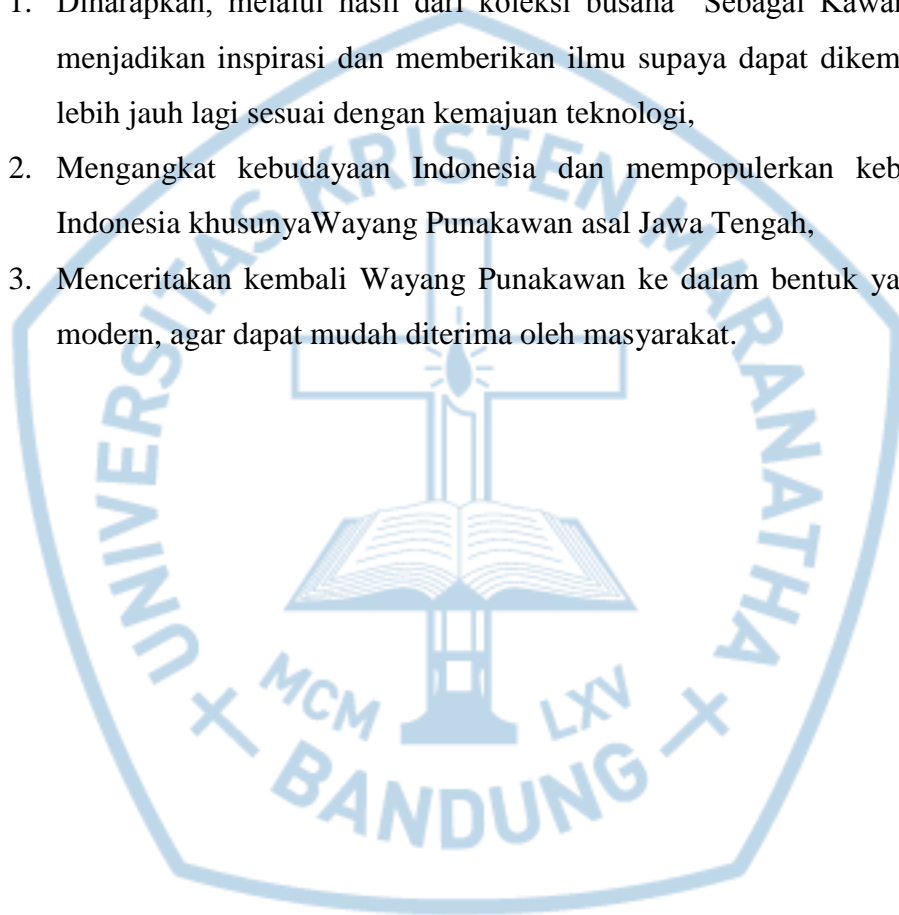 1. Diharapkan, melalui hasil dari koleksi busana "Sebagai Kawa
menjadikan inspirasi dan memberikan ilmu supaya dapat dikem
lebih jauh lagi sesuai dengan kemajuan teknologi,
2. Mengangkat kebudayaan Indonesia dan mempopulerkan keb
Indonesia khusunyaWayang Punakawan asal Jawa Tengah,
3. Menceritakan kembali Wayang Punakawan ke dalam bentuk ya
modern, agar dapat mudah diterima oleh masyarakat.
UNIVERSITAS KRISTEN MARANATHA
MCM LXV
BANDUNG